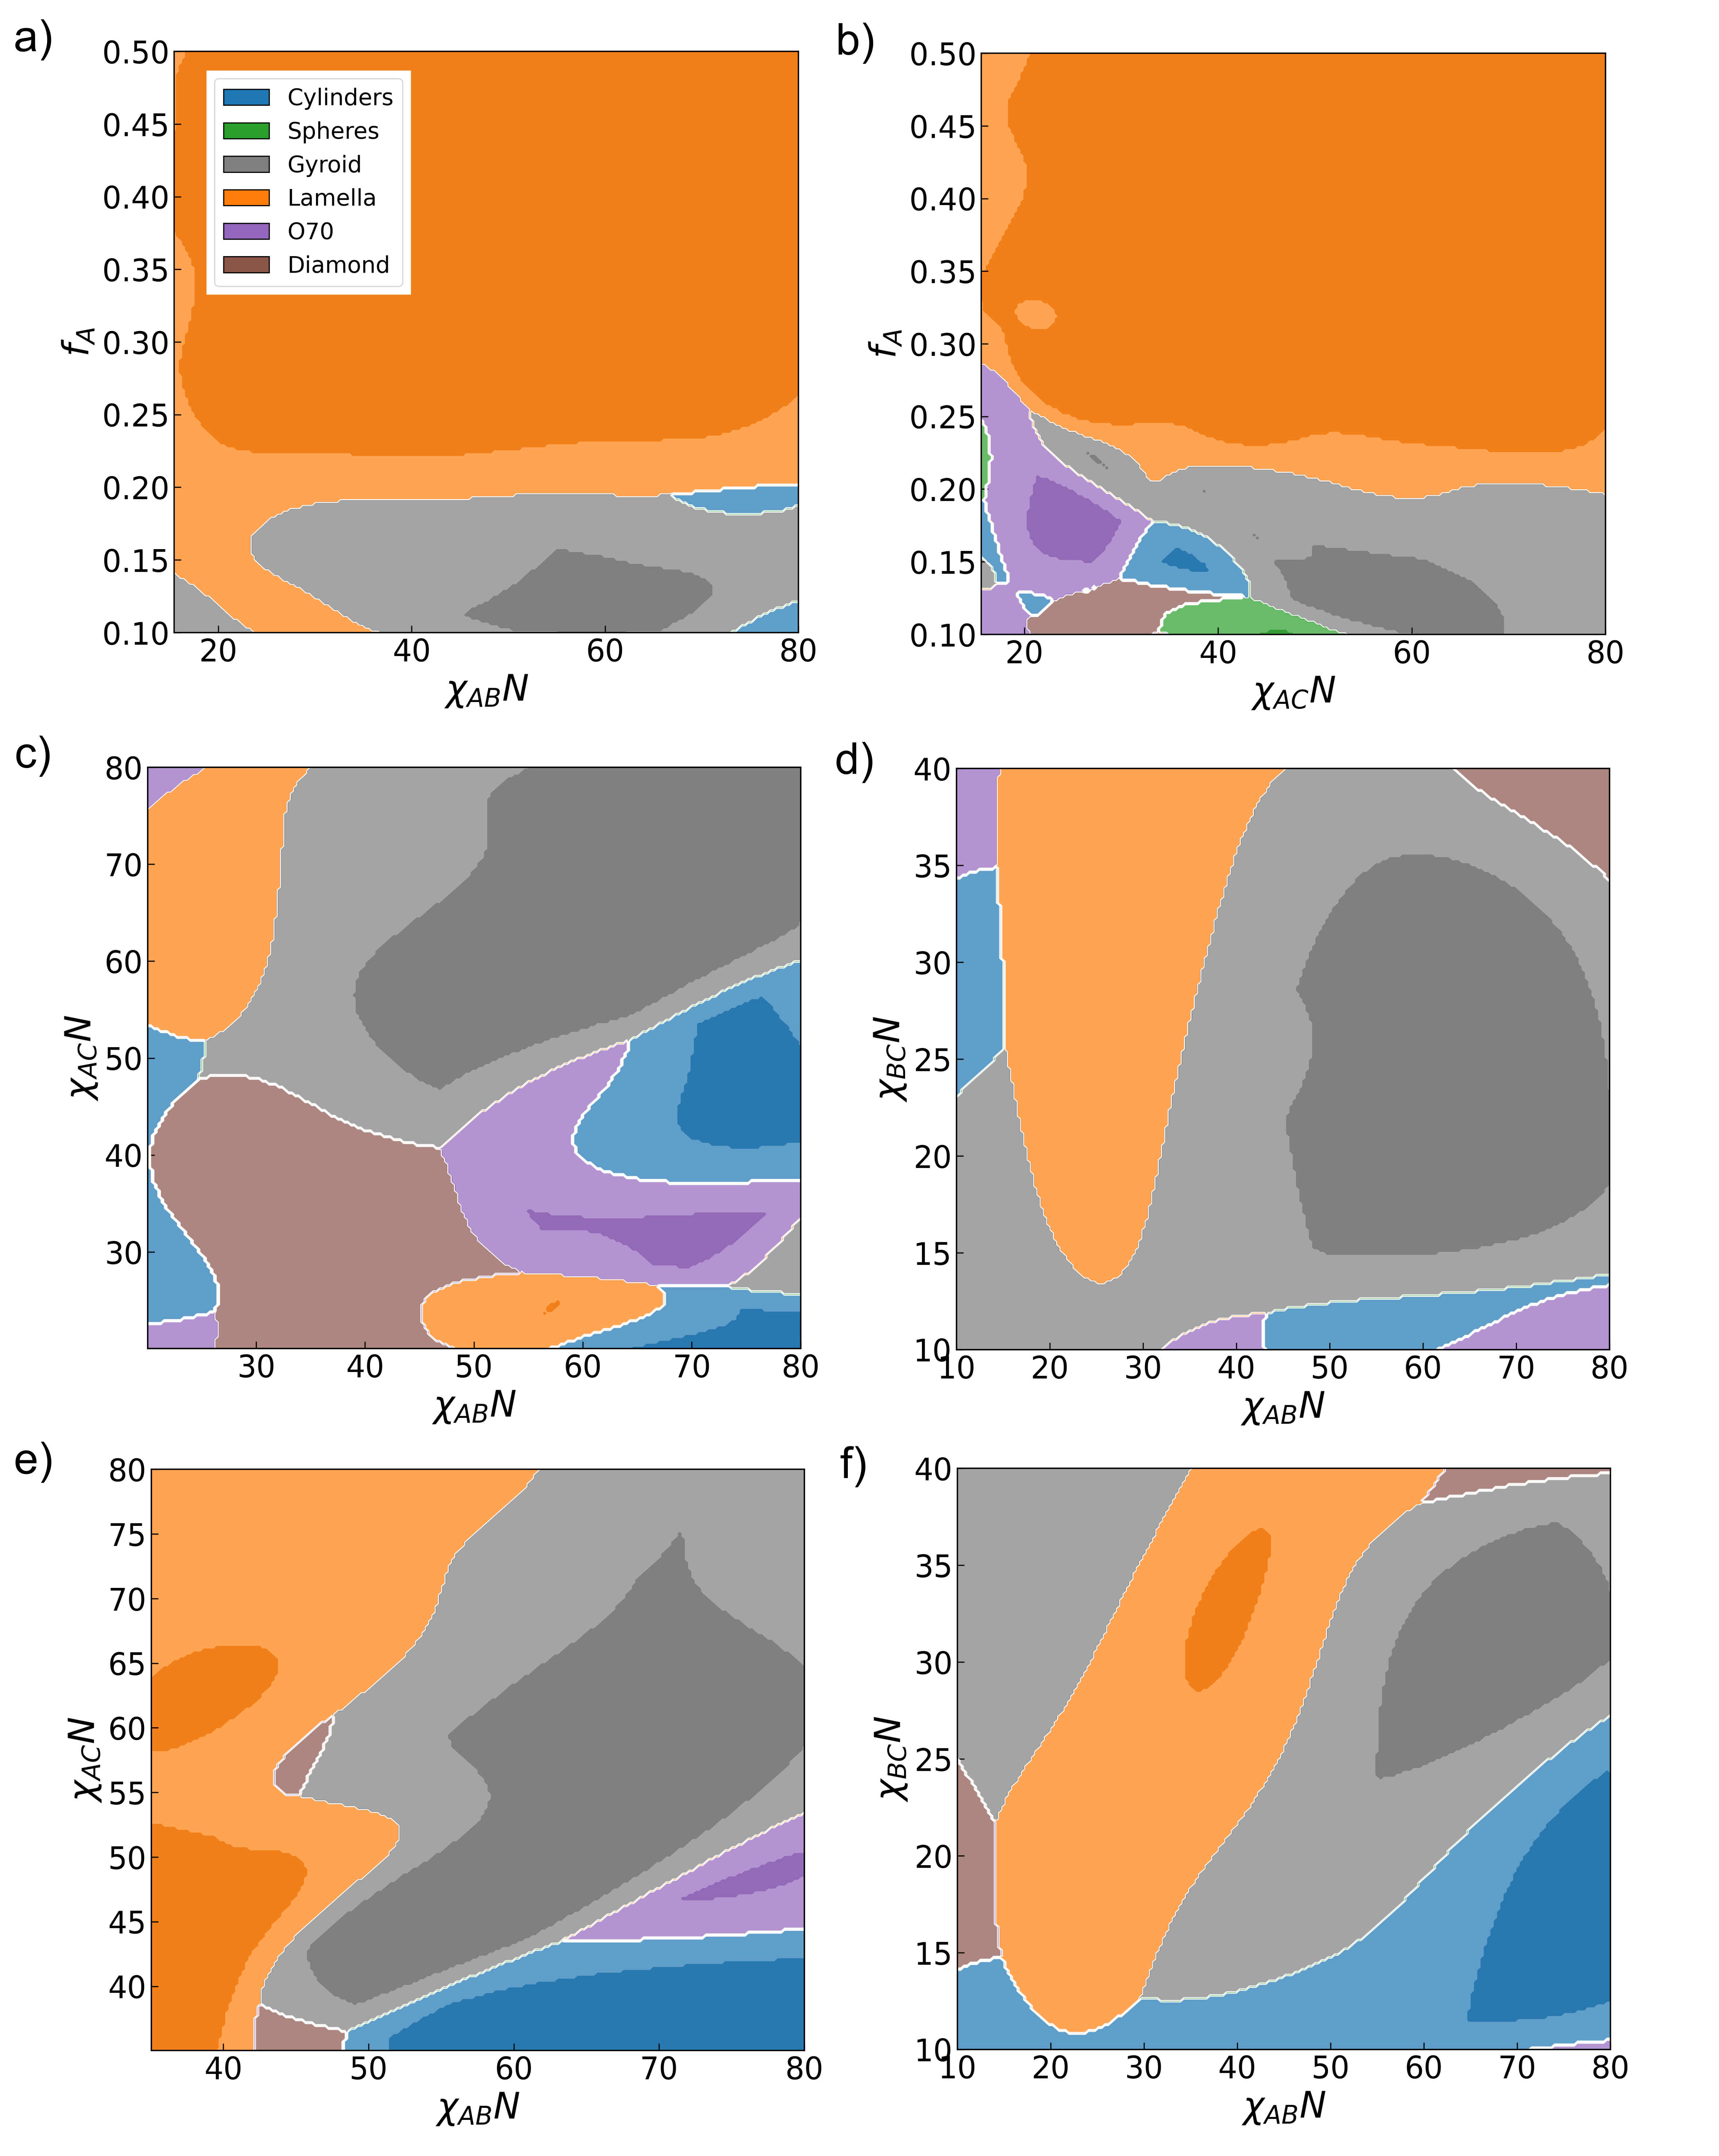 a)
0.50
0.45
0.40
0.35
0.30
0.25
0.20
0.15
0.10
f_A
Cylinders
Spheres
Gyroid
Lamella
O70
Diamond
20 40 60 80
χ_AB N
b)
0.50
0.45
0.40
0.35
0.30
0.25
0.20
0.15
0.10
f_A
20 40 60 80
χ_AC N
c)
80
70
60
50
40
30
χ_AC N
30 40 50 60 70 80
χ_AB N
d)
40
35
30
25
20
15
10
χ_BC N
10 20 30 40 50 60 70 80
χ_AB N
e)
80
75
70
65
60
55
50
45
40
χ_AC N
40 50 60 70 80
χ_AB N
f)
40
35
30
25
20
15
10
χ_BC N
10 20 30 40 50 60 70 80
χ_AB N